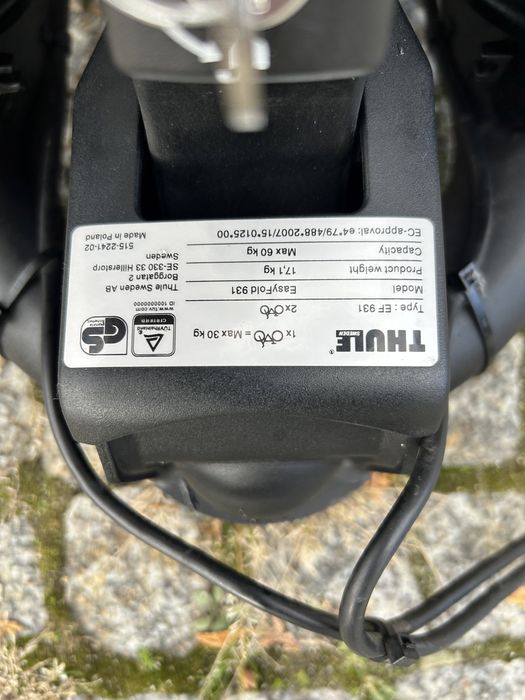 THULE®
SWEDEN
1x = Max 30 kg
2x
Type : EF 931
Model EasyFold 931
Product weight 17,1 kg
Capacity Max 60 kg
EC-approval: e4*79/488*2007/15*0125*00
GS
TÜVRheinland
CERTIFIED
www.tuv.com
ID 1000000000
Thule Sweden AB
Borggatan 2
SE-330 33 Hillerstorp
Sweden
515-2241-02
Made in Poland